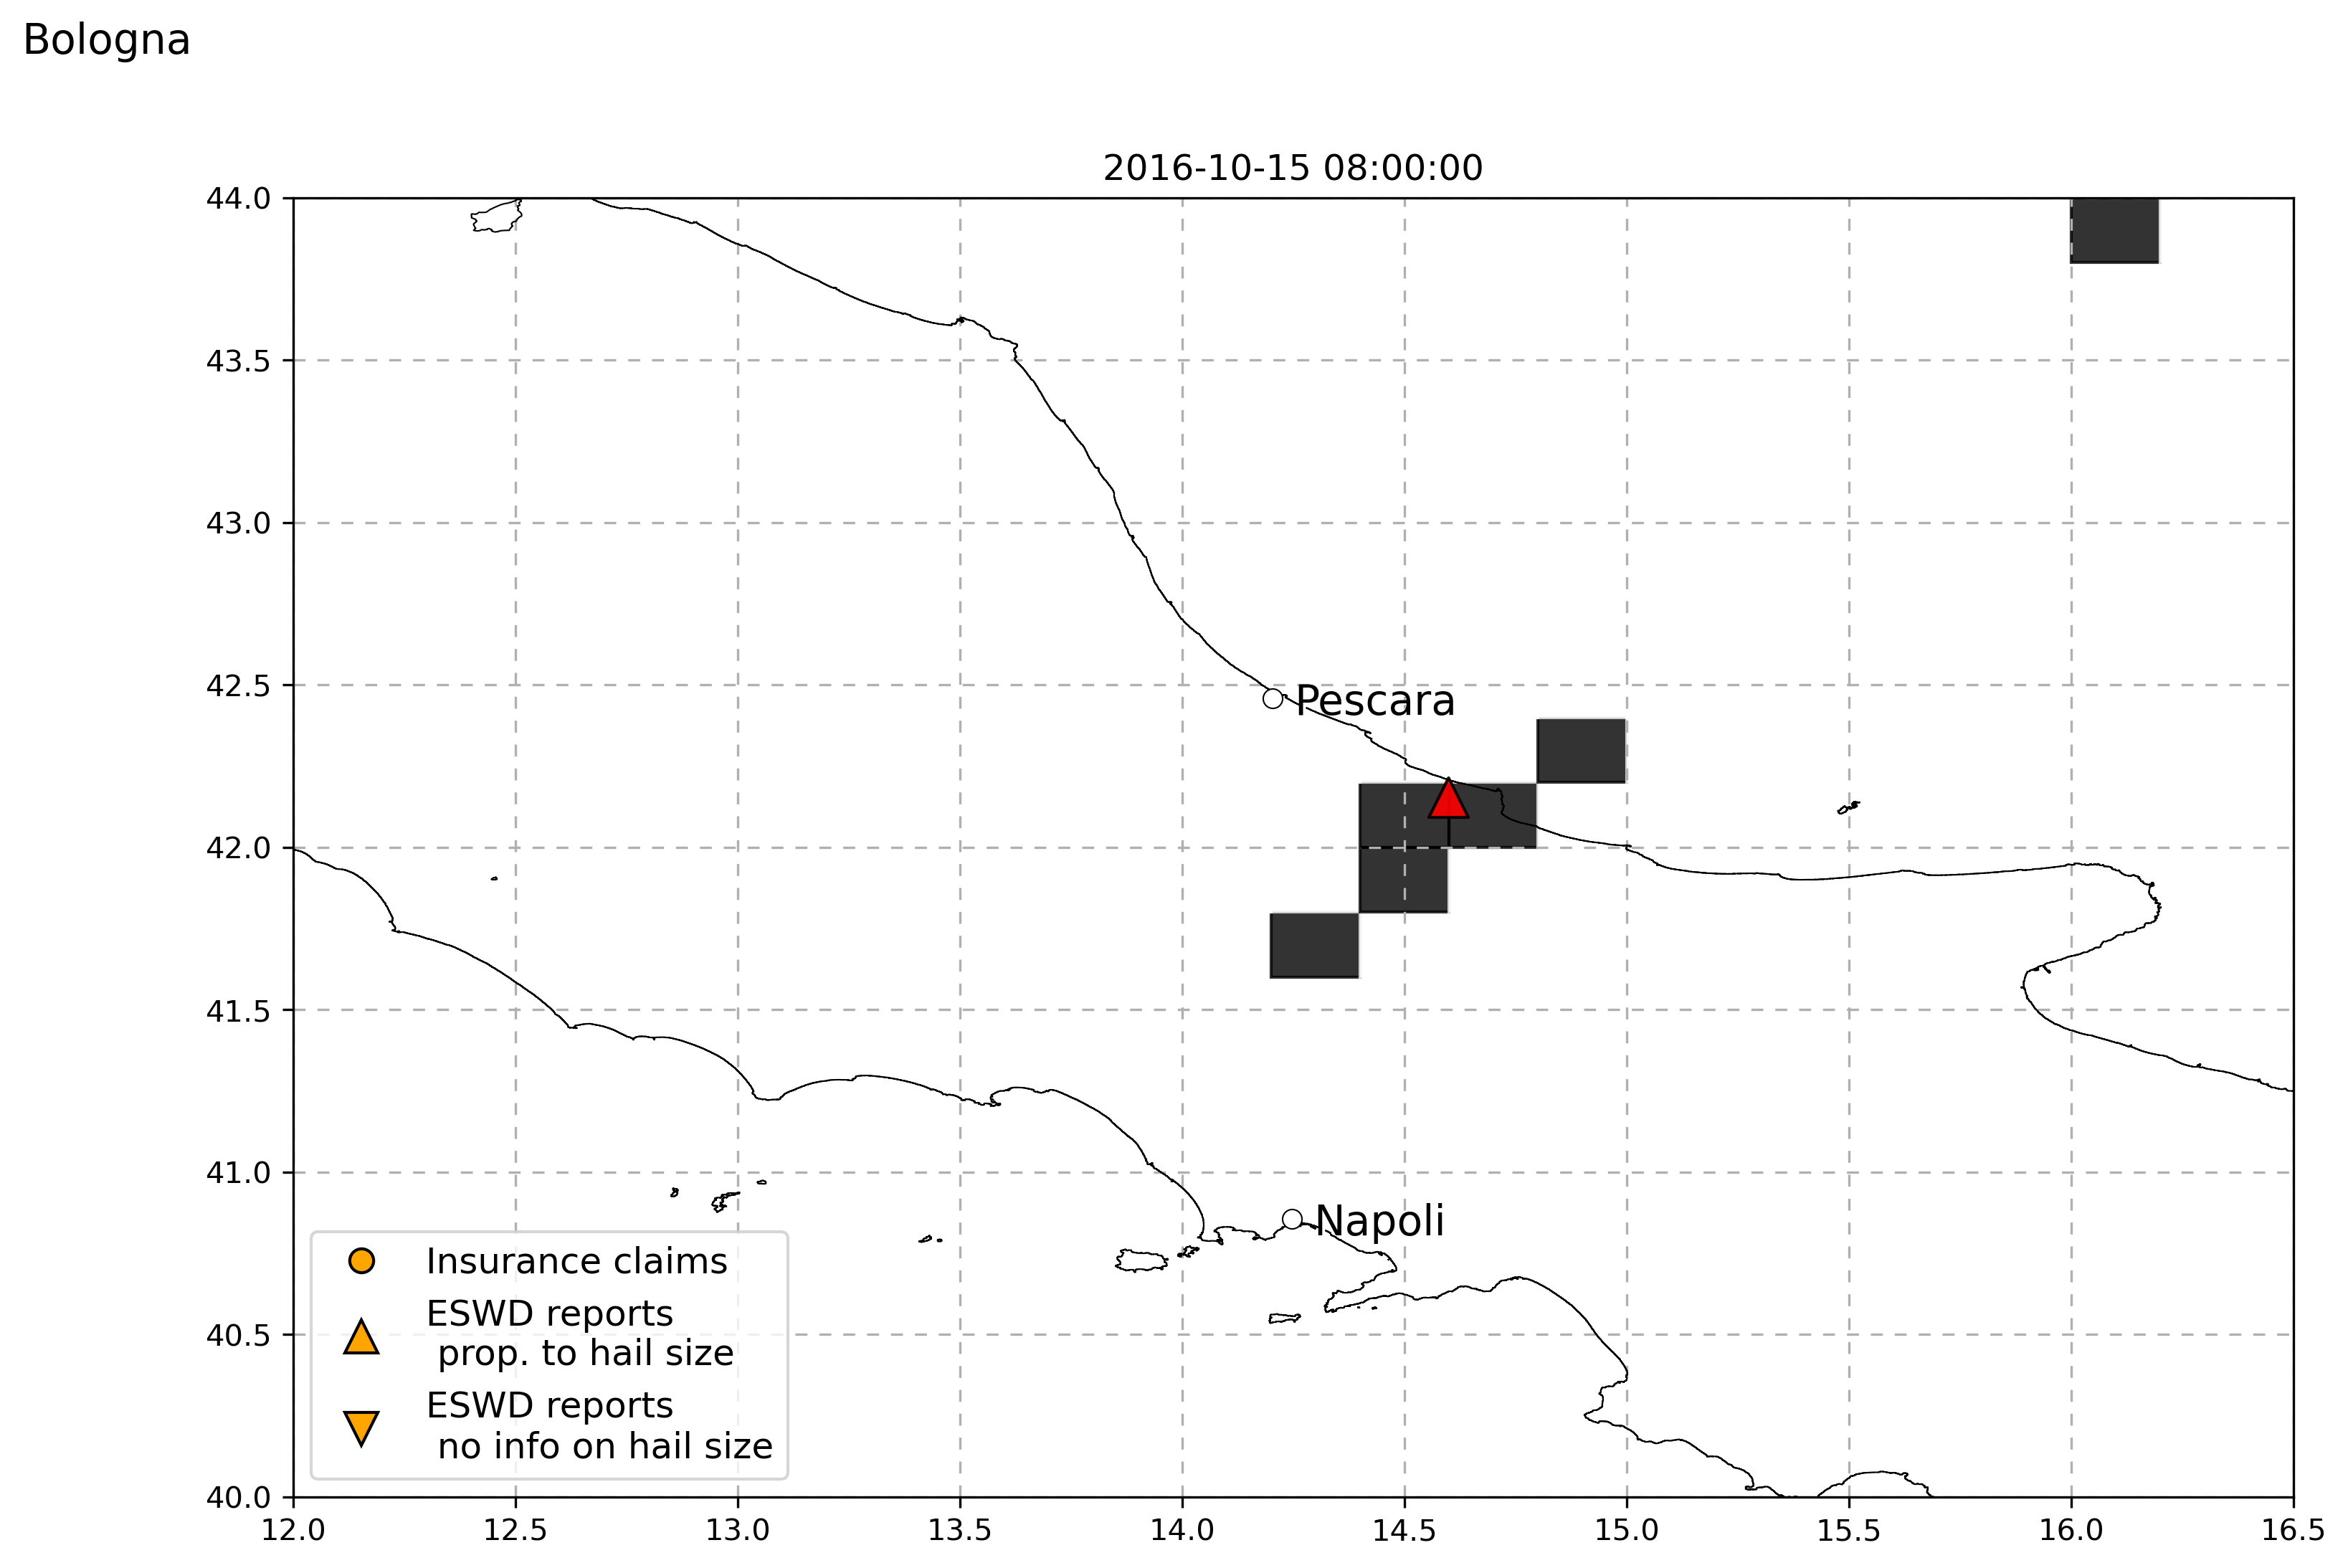 Bologna
2016-10-15 08:00:00
44.0
43.5
43.0
42.5
42.0
41.5
41.0
40.5
40.0
Pescara
Napoli
Insurance claims
ESWD reports
prop. to hail size
ESWD reports
no info on hail size
12.0 12.5 13.0 13.5 14.0 14.5 15.0 15.5 16.0 16.5